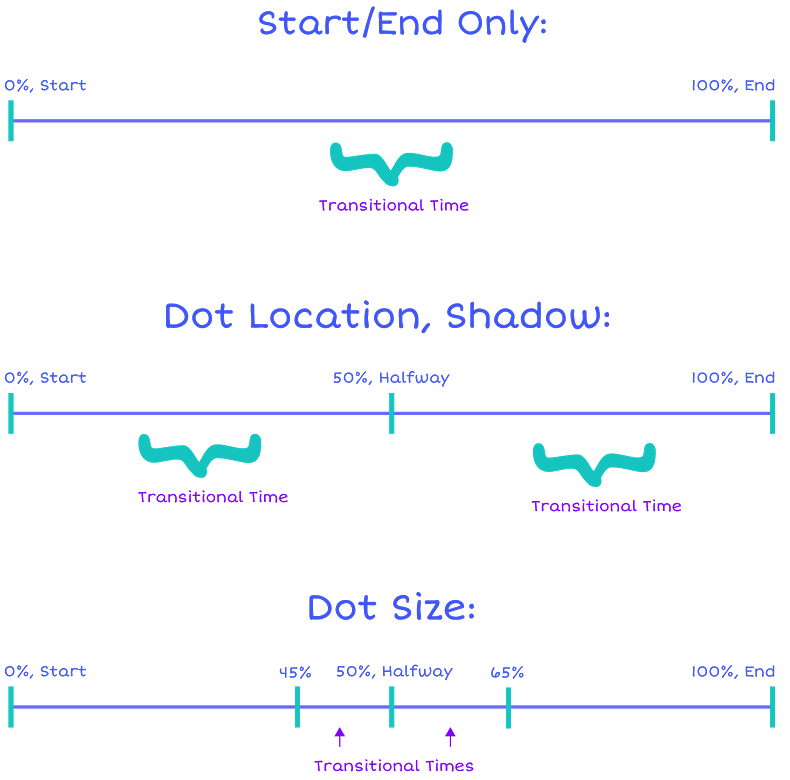 Start/End Only:
0%, Start
100%, End
Transitional Time
Dot Location, Shadow:
0%, Start
50%, Halfway
100%, End
Transitional Time
Transitional Time
Dot Size:
0%, Start
45%
50%, Halfway
65%
100%, End
Transitional Times